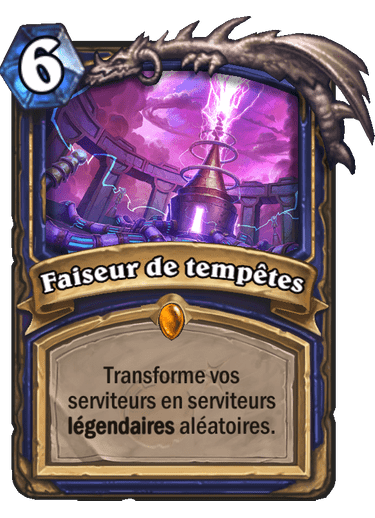 6
Faiseur de tempêtes
Transforme vos
serviteurs en serviteurs
légendaires aléatoires.